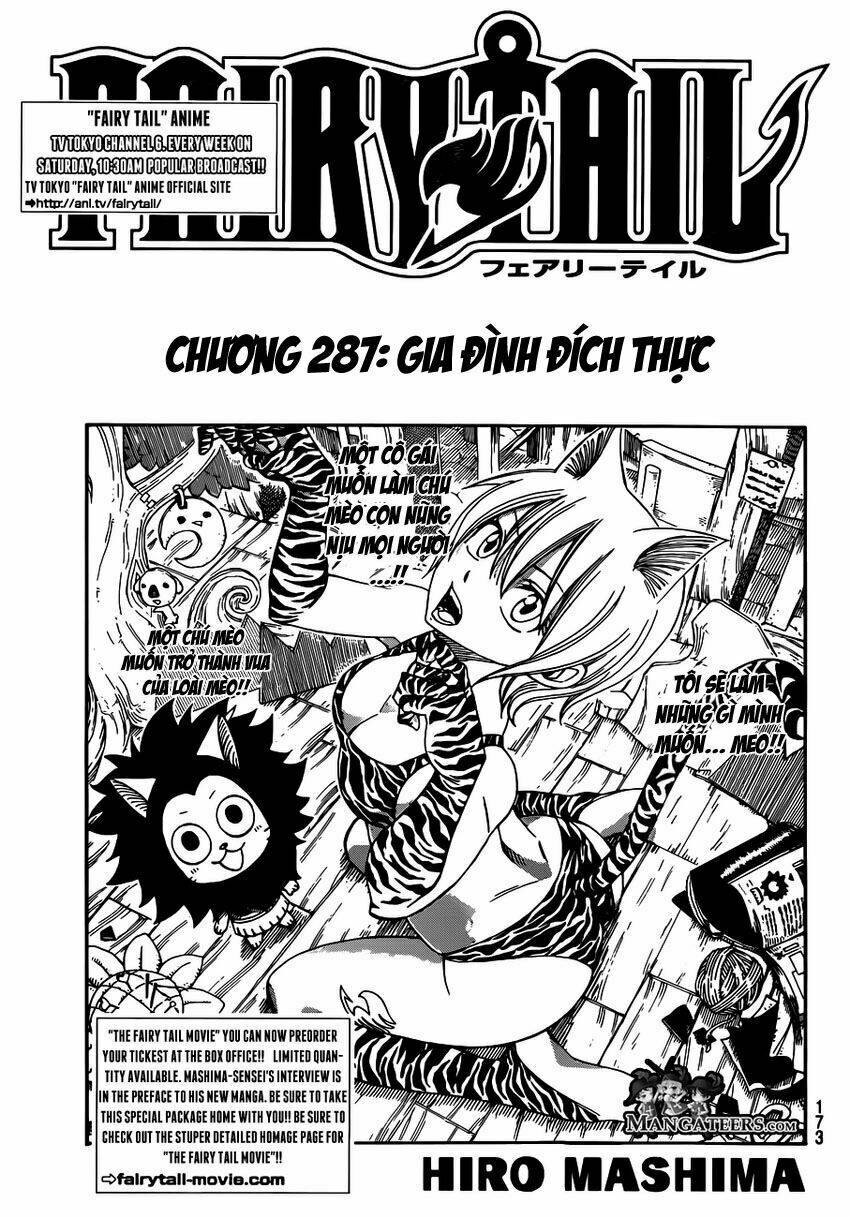 FAIRY TAIL
"FAIRY TAIL" ANIME
TV TOKYO CHANNEL 6. EVERY WEEK ON
SATURDAY, 10:30AM POPULAR BROADCAST!!
TV TOKYO "FAIRY TAIL" ANIME OFFICIAL SITE
➩http://ani.tv/fairytail/
フェアリーテイル
CHƯƠNG 287: GIA ĐÌNH ĐÍCH THỰC
MỘT CÔ GÁI
MUỐN LÀM CHÚ
MÈO CON NŨNG
NỊU MỌI NGƯỜI
.....!!
MỘT CHÚ MÈO
MUỐN TRỞ THÀNH VUA
CỦA LOÀI MÈO!!
TÔI SẼ LÀM
NHỮNG GÌ MÌNH
MUỐN... MEO!!
"THE FAIRY TAIL MOVIE" YOU CAN NOW PREORDER
YOUR TICKEST AT THE BOX OFFICE!! LIMITED QUAN-
TITY AVAILABLE. MASHIMA-SENSEI'S INTERVIEW IS
IN THE PREFACE TO HIS NEW MANGA. BE SURE TO TAKE
THIS SPECIAL PACKAGE HOME WITH YOU!! BE SURE TO
CHECK OUT THE STUPER DETAILED HOMAGE PAGE FOR
"THE FAIRY TAIL MOVIE"!!
➩fairytail-movie.com
MANGATEERS.COM
173
HIRO MASHIMA